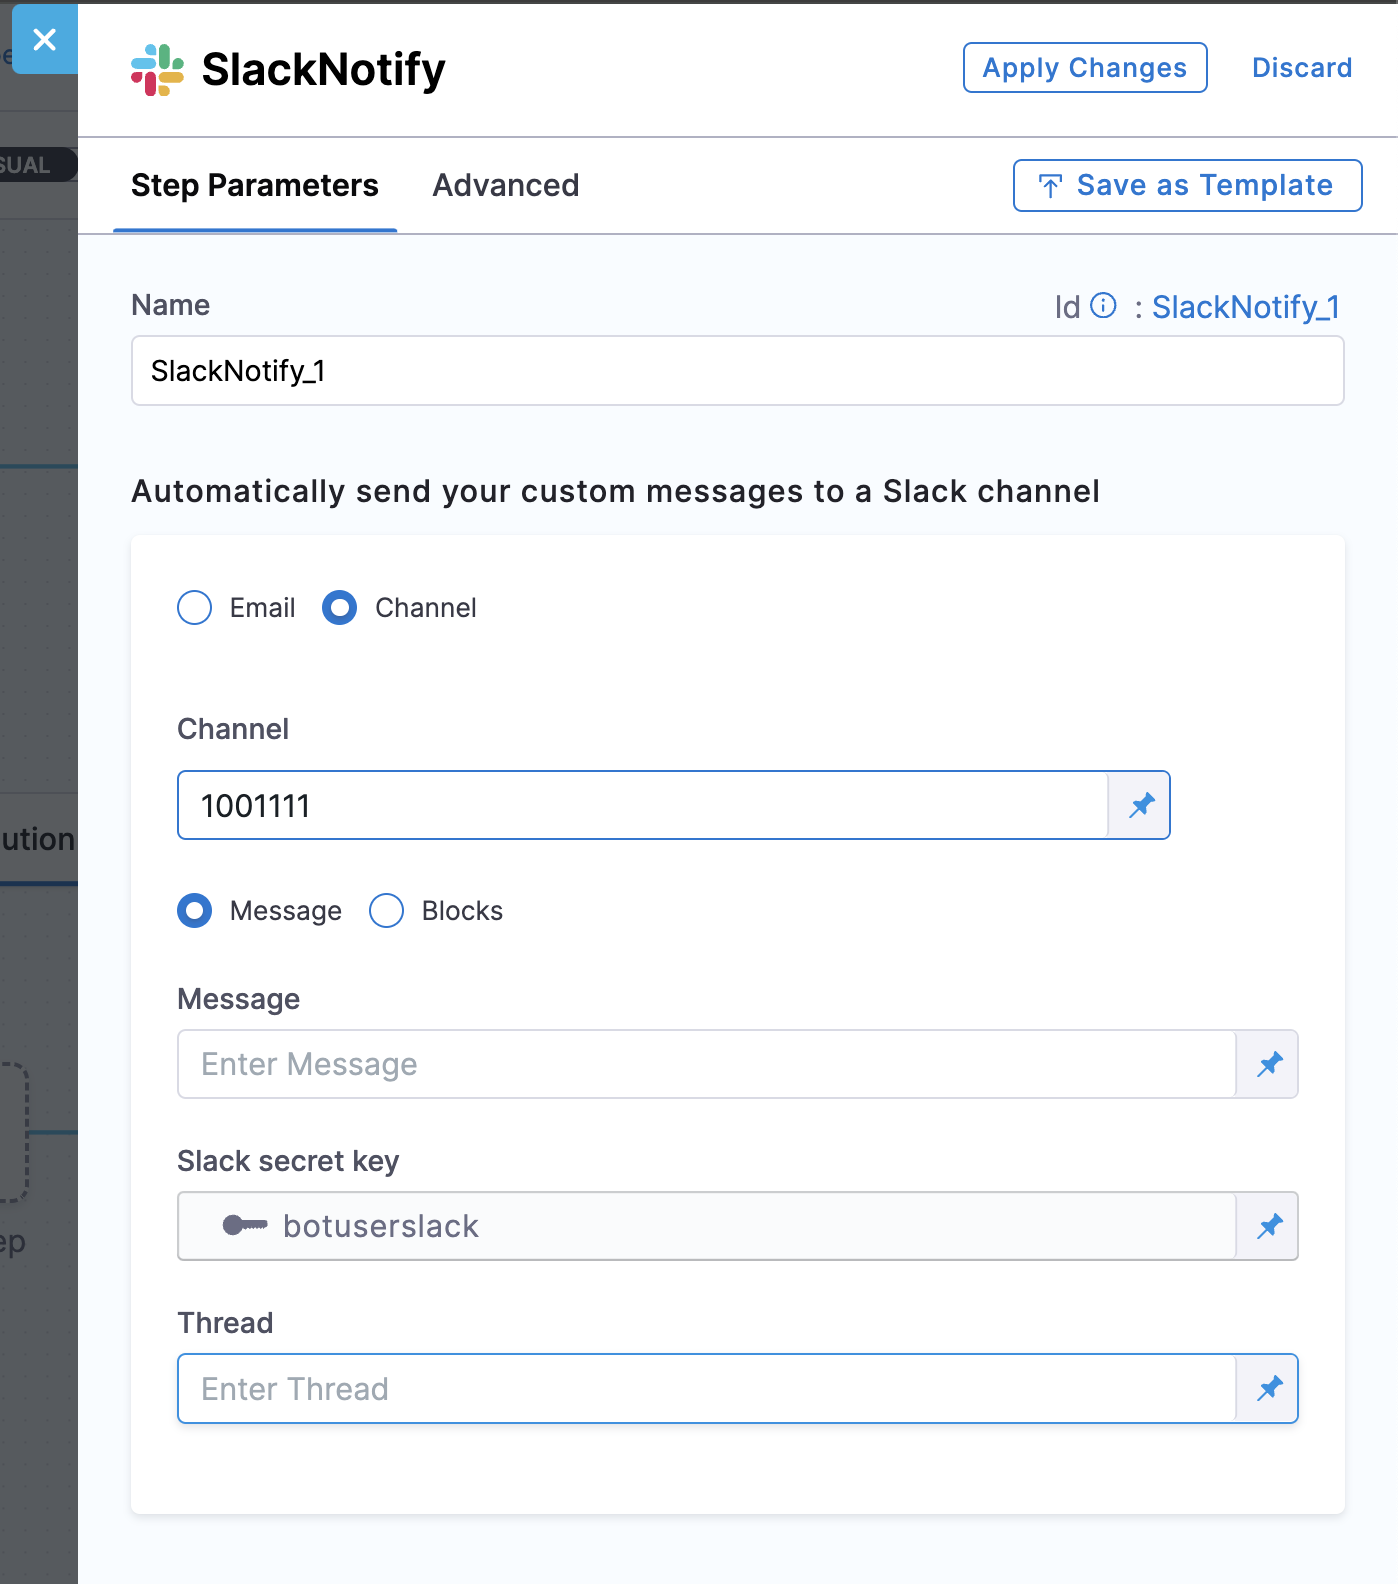 SlackNotify
Apply Changes
Discard
SUAL
Step Parameters
Advanced
Save as Template
Name
Id : SlackNotify_1
SlackNotify_1
Automatically send your custom messages to a Slack channel
Email
Channel
Channel
1001111
ution
Message
Blocks
Message
Enter Message
Slack secret key
botuserslack
ep
Thread
Enter Thread